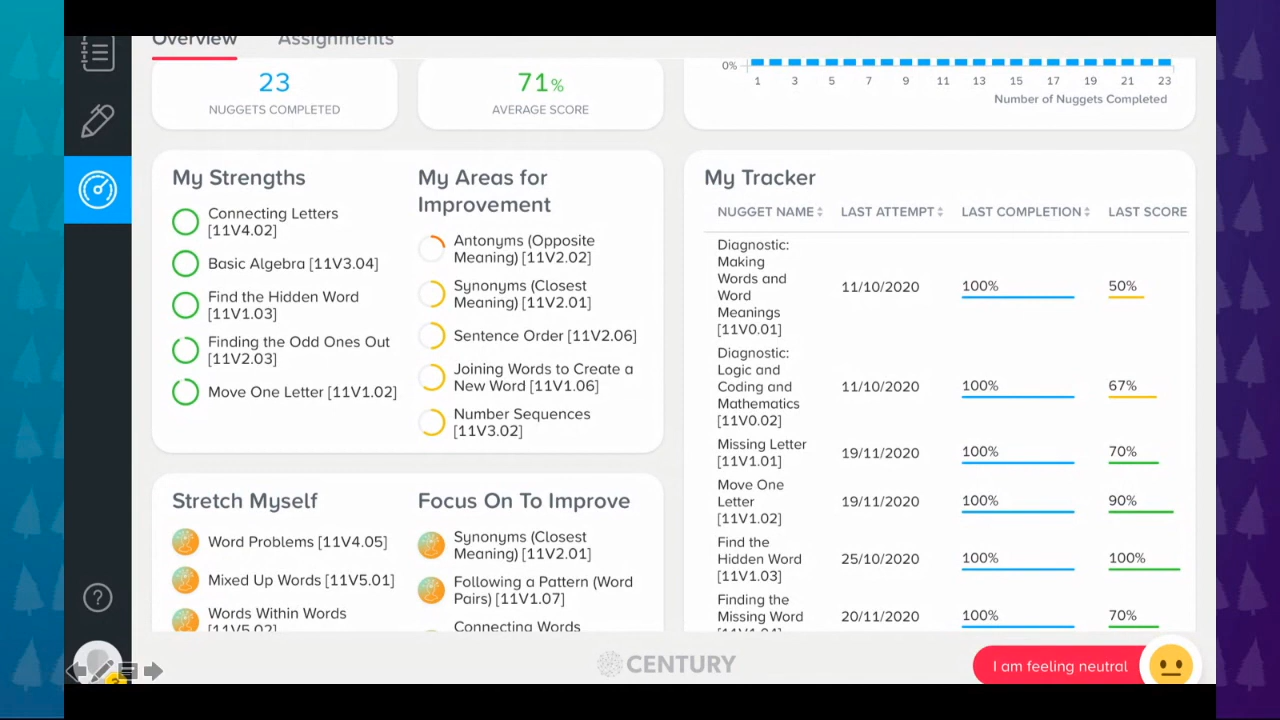 Overview Assignments
23
NUGGETS COMPLETED
71%
AVERAGE SCORE
0%
1 3 5 7 9 11 13 15 17 19 21 23
Number of Nuggets Completed
My Strengths
Connecting Letters
[11V4.02]
Basic Algebra [11V3.04]
Find the Hidden Word
[11V1.03]
Finding the Odd Ones Out
[11V2.03]
Move One Letter [11V1.02]
My Areas for
Improvement
Antonyms (Opposite
Meaning) [11V2.02]
Synonyms (Closest
Meaning) [11V2.01]
Sentence Order [11V2.06]
Joining Words to Create a
New Word [11V1.06]
Number Sequences
[11V3.02]
My Tracker
NUGGET NAME LAST ATTEMPT LAST COMPLETION LAST SCORE
Diagnostic:
Making
Words and
Word
Meanings
[11V0.01]
11/10/2020 100% 50%
Diagnostic:
Logic and
Coding and
Mathematics
[11V0.02]
11/10/2020 100% 67%
Missing Letter
[11V1.01]
19/11/2020 100% 70%
Move One
Letter
[11V1.02]
19/11/2020 100% 90%
Find the
Hidden Word
[11V1.03]
25/10/2020 100% 100%
Finding the
Missing Word
[11V1.04]
20/11/2020 100% 70%
Stretch Myself
Word Problems [11V4.05]
Mixed Up Words [11V5.01]
Words Within Words
[11V5.02]
Focus On To Improve
Synonyms (Closest
Meaning) [11V2.01]
Following a Pattern (Word
Pairs) [11V1.07]
Connecting Words
?
CENTURY
I am feeling neutral